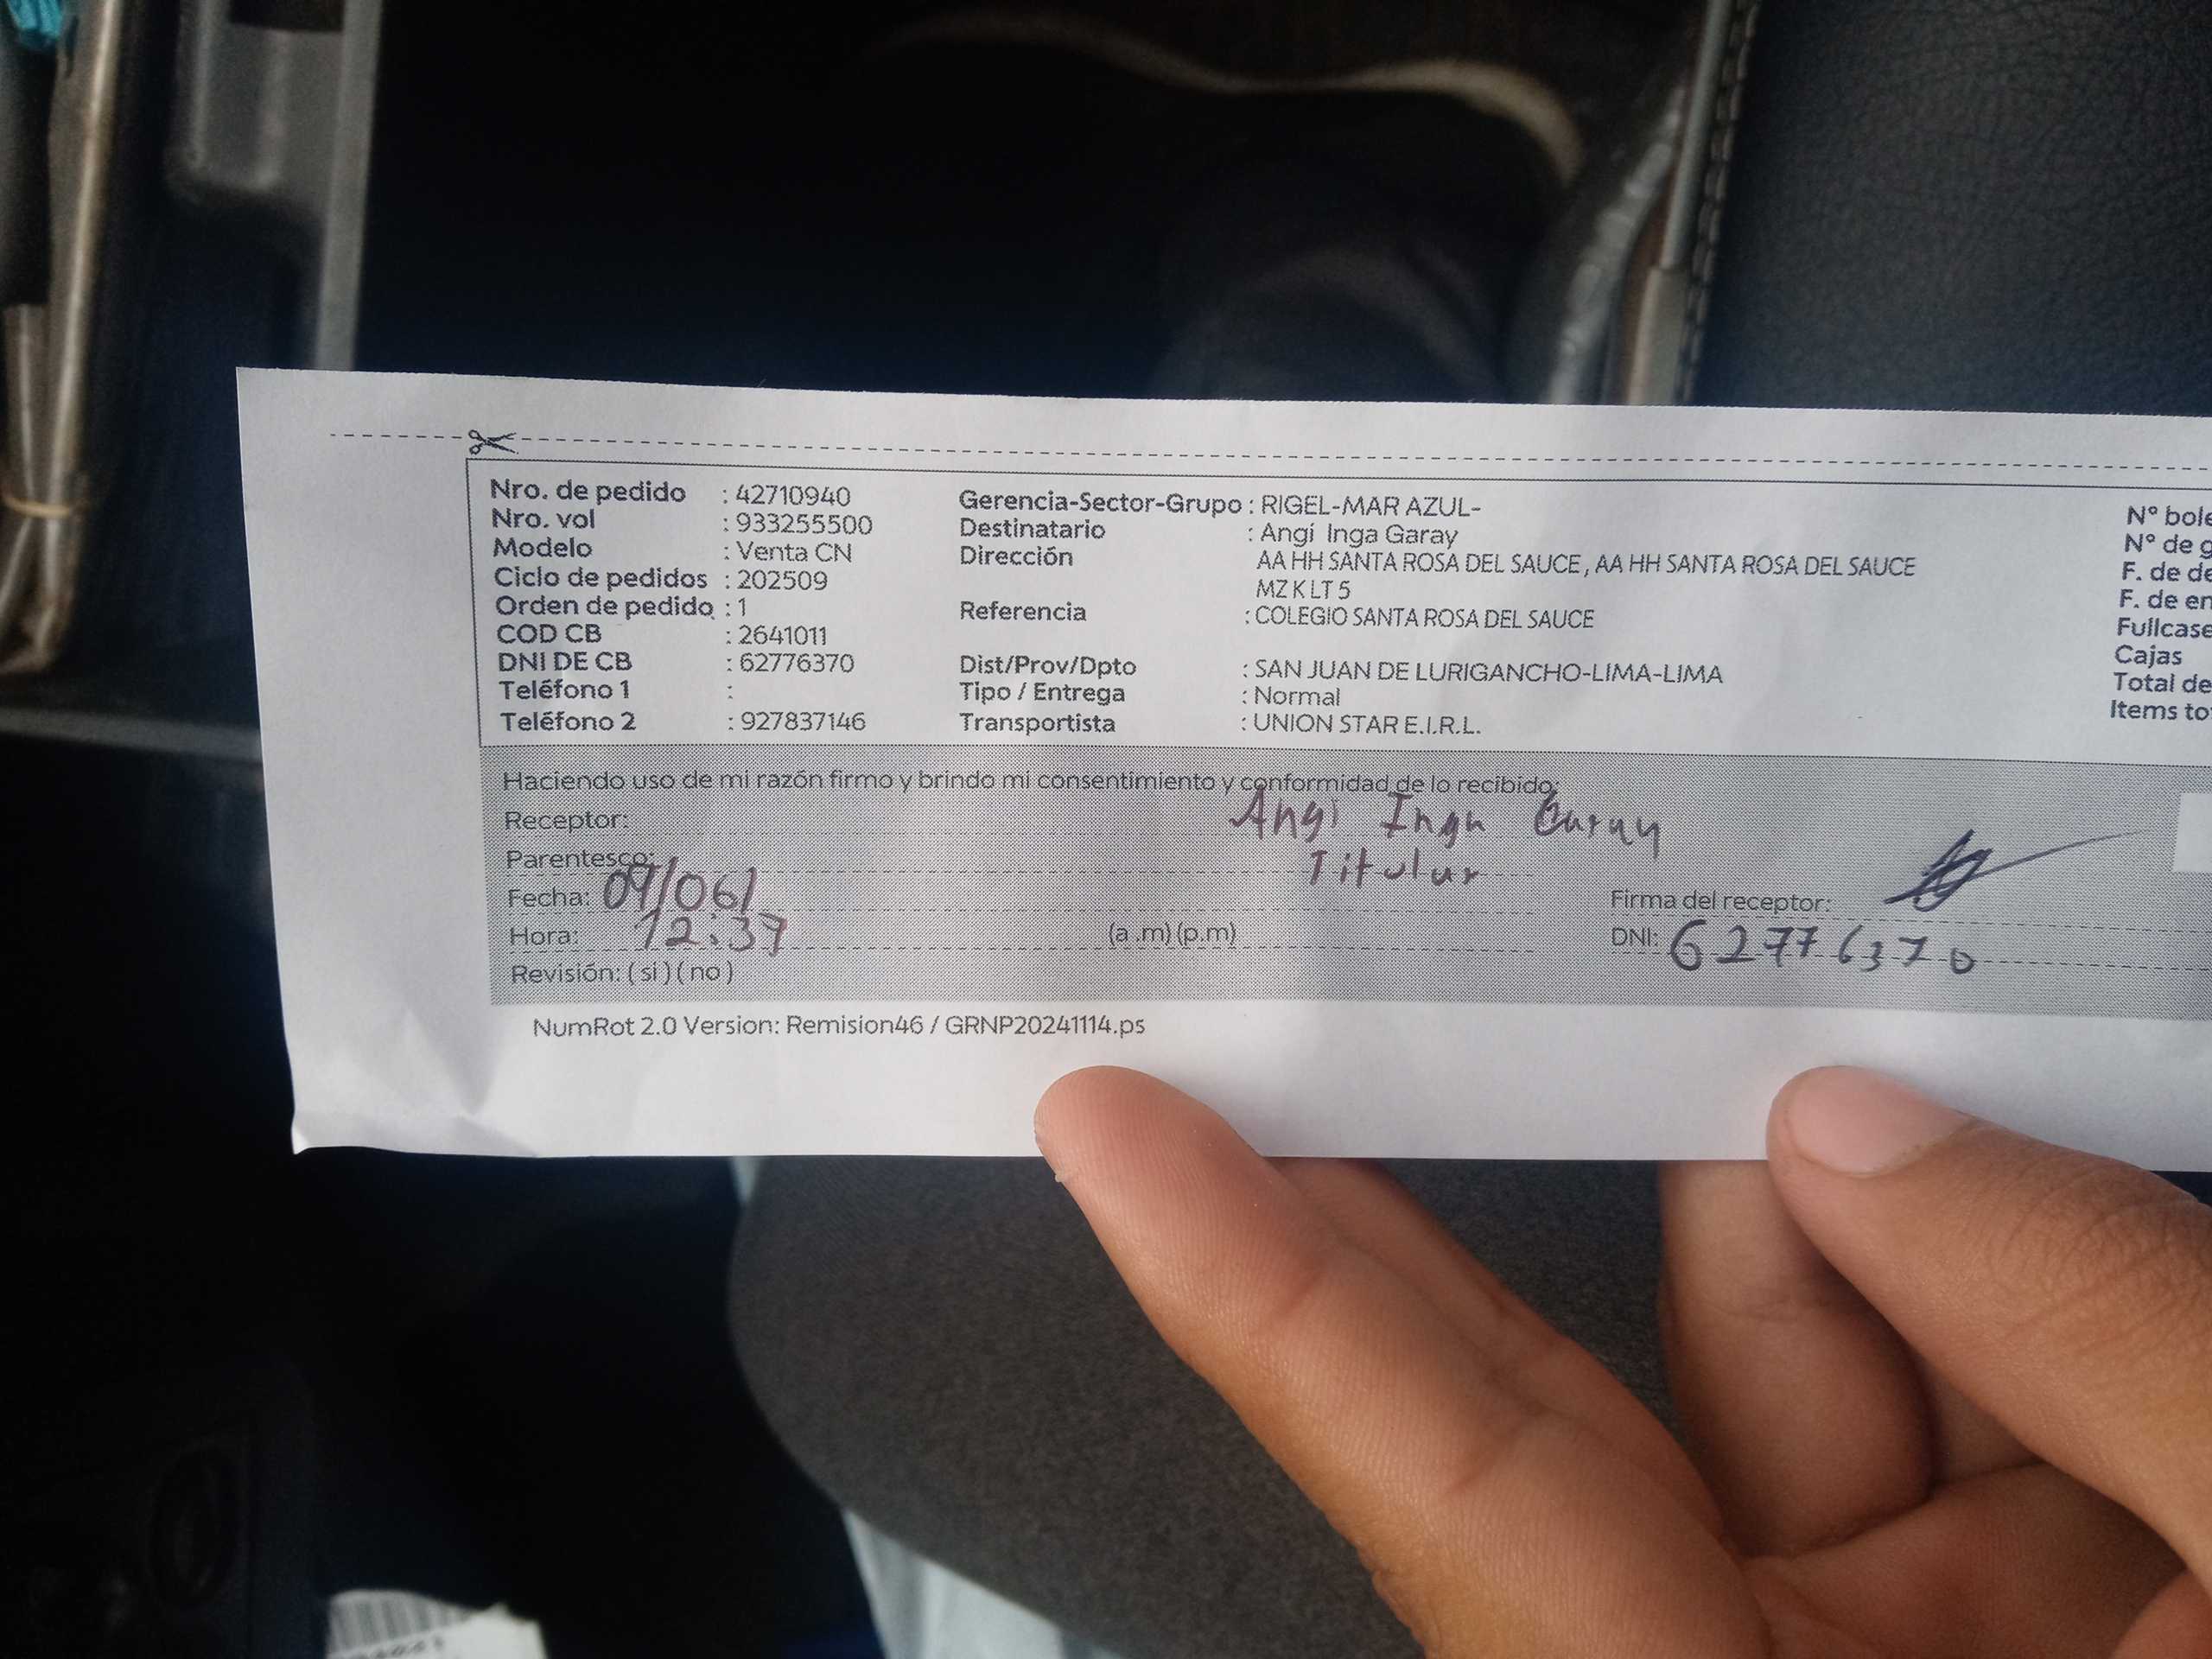 Nro. de pedido : 42710940
Nro. vol : 933255500
Modelo : Venta CN
Ciclo de pedidos : 202509
Orden de pedido : 1
COD CB : 2641011
DNI DE CB : 62776370
Teléfono 1 :
Teléfono 2 : 927837146
Gerencia-Sector-Grupo : RIGEL-MAR AZUL-
Destinatario : Angi Inga Garay
Dirección AA HH SANTA ROSA DEL SAUCE, AA HH SANTA ROSA DEL SAUCE
MZ K LT 5
Referencia : COLEGIO SANTA ROSA DEL SAUCE
Dist/Prov/Dpto : SAN JUAN DE LURIGANCHO-LIMA-LIMA
Tipo / Entrega : Normal
Transportista : UNION STAR E.I.R.L.
N° bole
N° de g
F. de de
F. de en
Fullcase
Cajas
Total de
Items to
Haciendo uso de mi razón firmo y brindo mi consentimiento y conformidad de lo recibido:
Receptor: Angi Inga Garay
Parentesco: Titular
Fecha: 09/06/
Hora: 12:39 (a.m)(p.m)
Revisión: ( si ) ( no )
Firma del receptor:
DNI: 62776370
NumRot 2.0 Version: Remision46 / GRNP20241114.ps